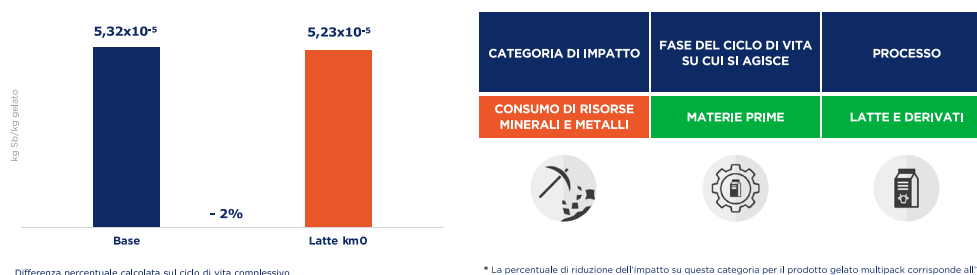 5,32x10-5
5,23x10-5
kg Sb/kg gelato
- 2%
Base
Latte km0
Differenza percentuale calcolata sul ciclo di vita complessivo
CATEGORIA DI IMPATTO
FASE DEL CICLO DI VITA
SU CUI SI AGISCE
PROCESSO
CONSUMO DI RISORSE
MINERALI E METALLI
MATERIE PRIME
LATTE E DERIVATI
* La percentuale di riduzione dell'impatto su questa categoria per il prodotto gelato multipack corrisponde all'